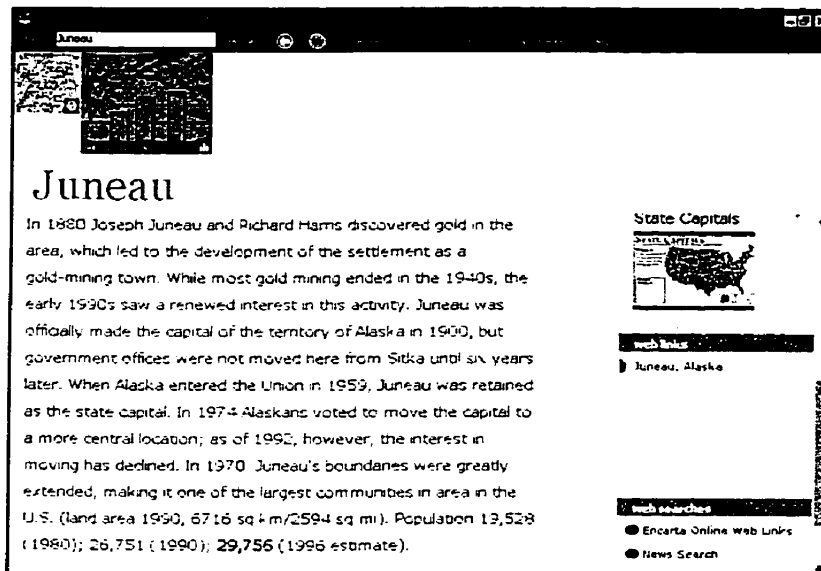 Juneau
Juneau
In 1880 Joseph Juneau and Richard Harris discovered gold in the
area, which led to the development of the settlement as a
gold-mining town. While most gold mining ended in the 1940s, the
early 1990s saw a renewed interest in this activity. Juneau was
officially made the capital of the territory of Alaska in 1900, but
government offices were not moved here from Sitka until six years
later. When Alaska entered the Union in 1959, Juneau was retained
as the state capital. In 1974 Alaskans voted to move the capital to
a more central location; as of 1992, however, the interest in
moving has declined. In 1970 Juneau's boundaries were greatly
extended, making it one of the largest communities in area in the
U.S. (land area 1990, 6716 sq km/2594 sq mi). Population 19,528
(1980); 26,751 (1990); 29,756 (1996 estimate).
State Capitals
STATE CAPITALS
web links
Juneau, Alaska
web searches
Encarta Online Web Links
News Search